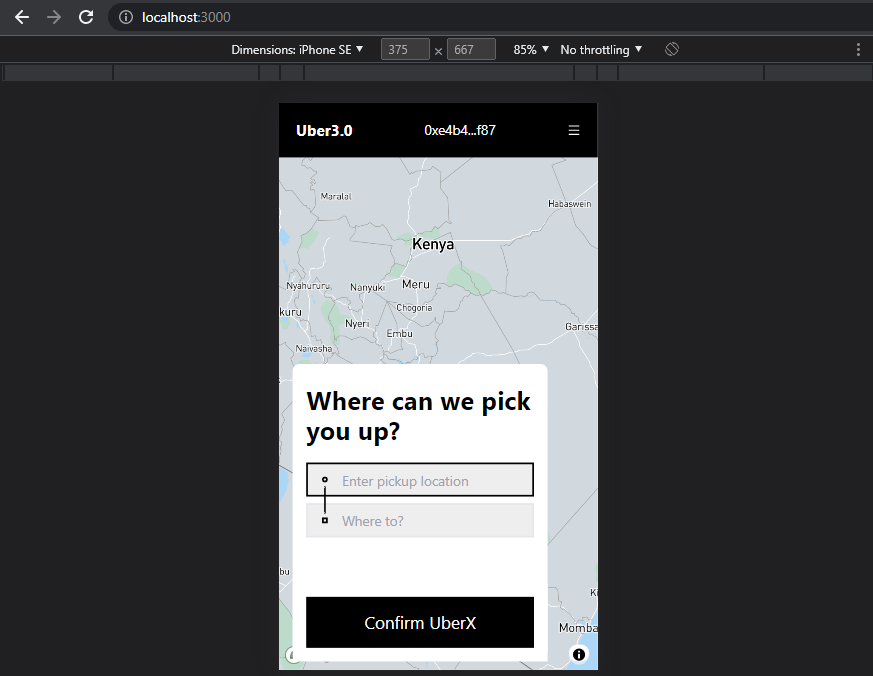 localhost:3000
Dimensions: iPhone SE ▼ 375 × 667 85% ▼ No throttling ▼
Uber3.0 0xe4b4...f87
Maralal
Habaswein
Kenya
Nyahururu
Nanyuki
Meru
Chogoria
kuru
Nyeri
Embu
Garissa
Naivasha
Where can we pick
you up?
Enter pickup location
Where to?
bu
Ki
Confirm UberX
Momba